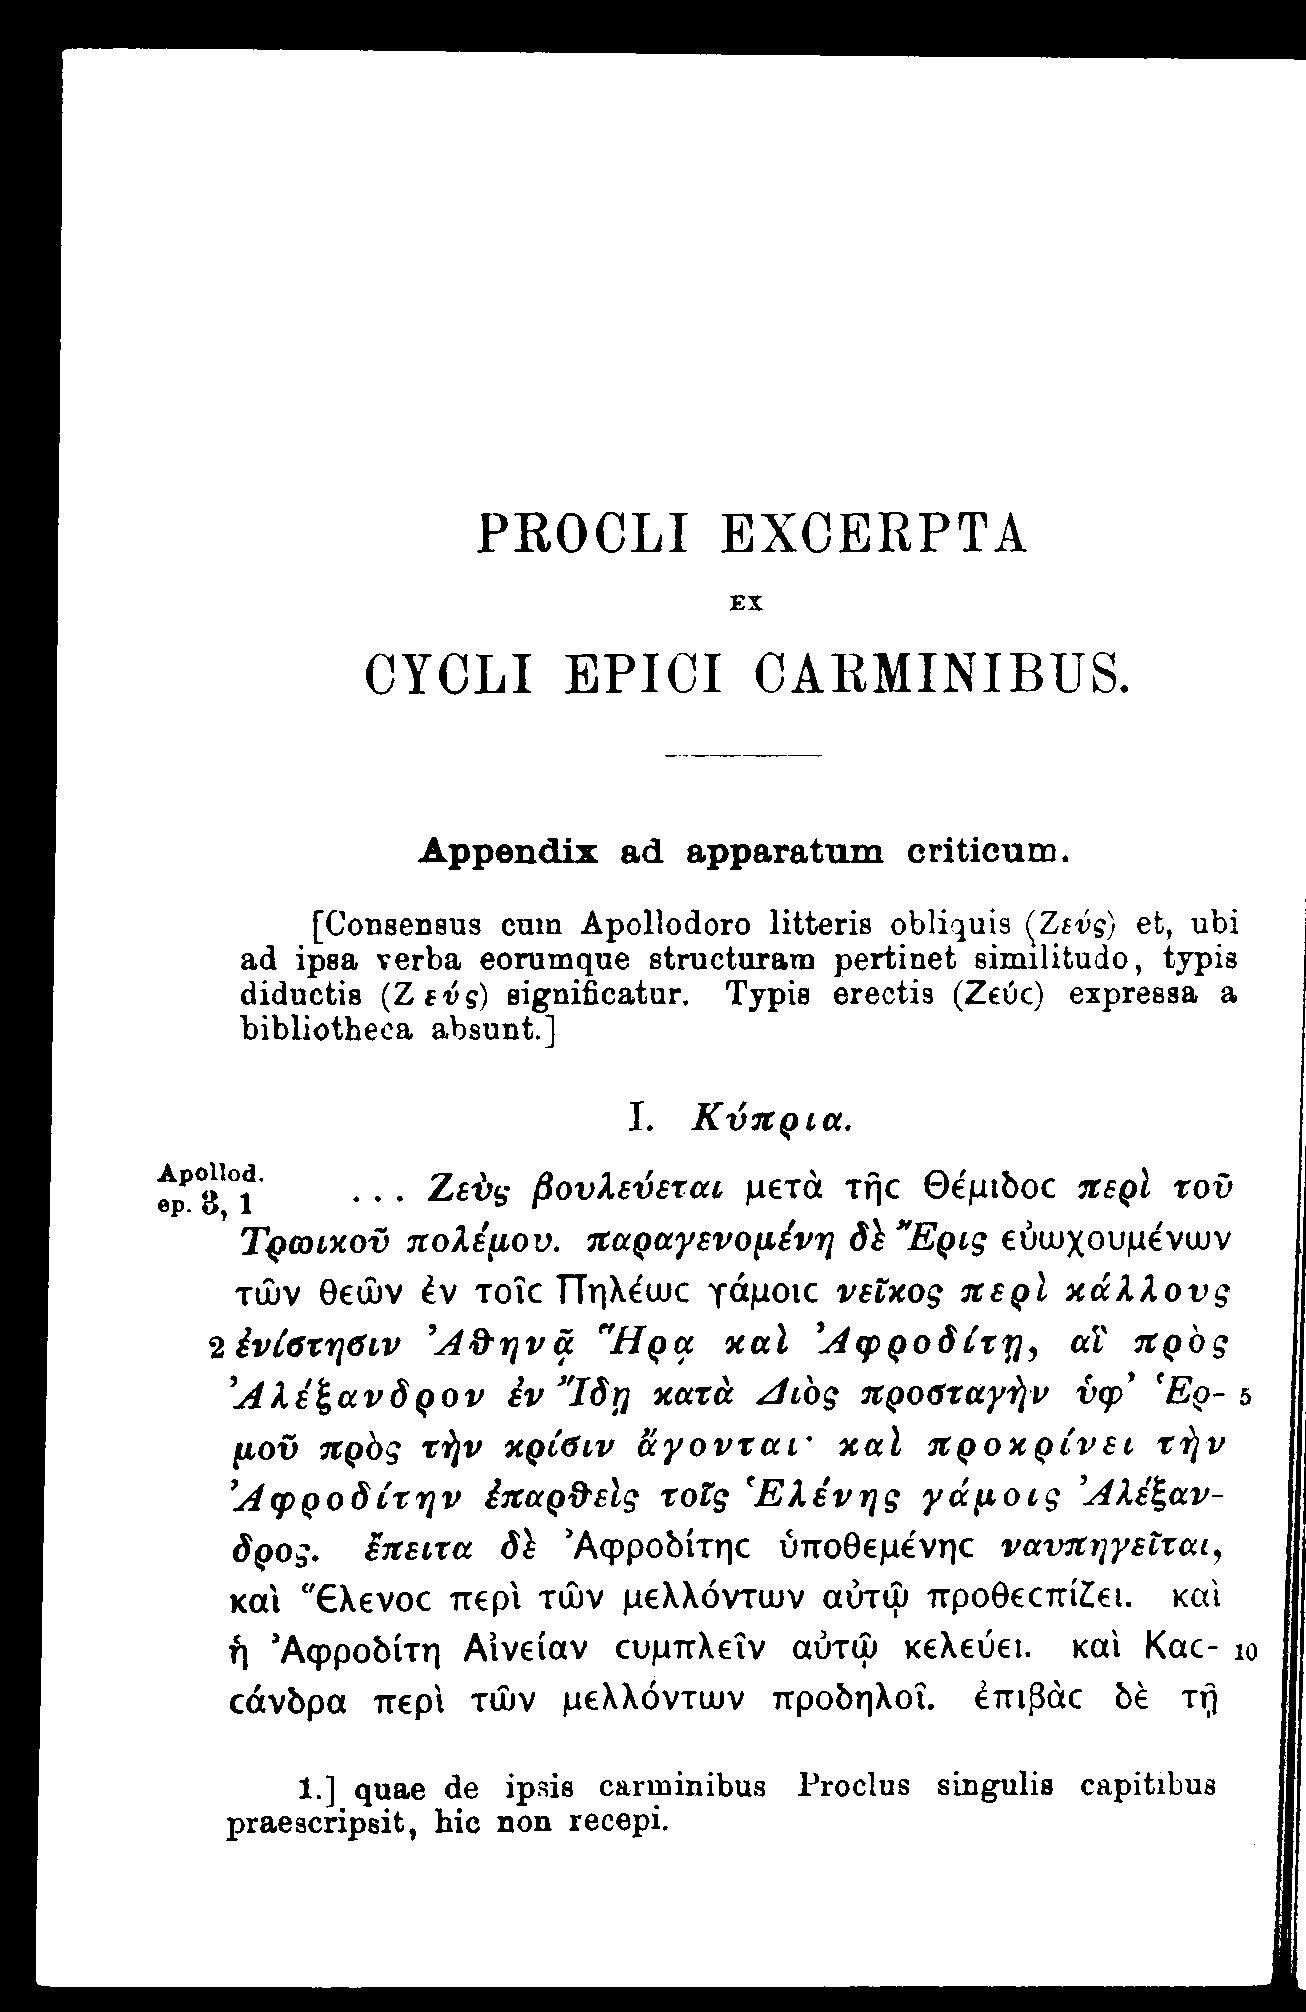 PROCLI EXCERPTA
EX
CYCLI EPICI CARMINIBUS.
Appendix ad apparatum criticum.
[Consensus cum Apollodoro litteris obliquis (Ζεύς) et, ubi
ad ipsa verba eorumque structuram pertinet similitudo, typis
diductis (Ζεύς) significatur. Typis erectis (Ζεύϲ) expressa a
bibliotheca absunt.]
I. Κύπρια.
Apollod.
ep. 3, 1 ... Ζεὺς βουλεύεται μετὰ τῆϲ Θέμιδοϲ περὶ τοῦ
Τρωικοῦ πολέμου. παραγενομένη δὲ Ἔρις εὐωχουμένων
τῶν θεῶν ἐν τοῖϲ Πηλέωϲ γάμοιϲ νεῖκος περὶ κάλλους
2 ἐνίστησιν Ἀθηνᾷ Ἥρᾳ καὶ Ἀφροδίτῃ, αἳ πρὸς
Ἀλέξανδρον ἐν Ἴδῃ κατὰ Διὸς προσταγὴν ὑφ’ Ἑρ- 5
μοῦ πρὸς τὴν κρίσιν ἄγονται· καὶ προκρίνει τὴν
Ἀφροδίτην ἐπαρθεὶς τοῖς Ἑλένης γάμοις Ἀλέξαν-
δρος. ἔπειτα δὲ Ἀφροδίτηϲ ὑποθεμένηϲ ναυπηγεῖται,
καὶ Ἕλενοϲ περὶ τῶν μελλόντων αὐτῷ προθεϲπίζει. καὶ
ἡ Ἀφροδίτη Αἰνείαν ϲυμπλεῖν αὐτῷ κελεύει. καὶ Καϲ- 10
ϲάνδρα περὶ τῶν μελλόντων προδηλοῖ. ἐπιβὰϲ δὲ τῇ
1.] quae de ipsis carminibus Proclus singulis capitibus
praescripsit, hic non recepi.